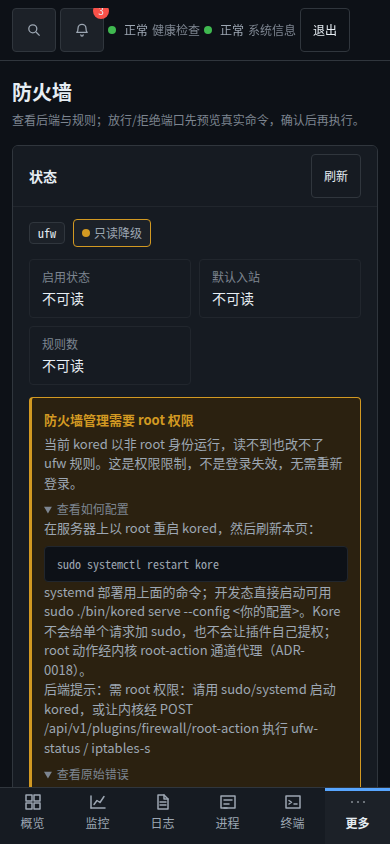 3
正常 健康检查 正常 系统信息 退出
防火墙
查看后端与规则；放行/拒绝端口先预览真实命令，确认后再执行。
状态
刷新
ufw 只读降级
启用状态
不可读
默认入站
不可读
规则数
不可读
防火墙管理需要 root 权限
当前 kored 以非 root 身份运行，读不到也改不了
ufw 规则。这是权限限制，不是登录失效，无需重新
登录。
▼ 查看如何配置
在服务器上以 root 重启 kored，然后刷新本页：
sudo systemctl restart kore
systemd 部署用上面的命令；开发态直接启动可用
sudo ./bin/kored serve --config <你的配置>。Kore
不会给单个请求加 sudo，也不会让插件自己提权；
root 动作经内核 root-action 通道代理（ADR-
0018）。
后端提示：需 root 权限：请用 sudo/systemd 启动
kored，或让内核经 POST
/api/v1/plugins/firewall/root-action 执行 ufw-
status / iptables-s
▼ 查看原始错误
概览 监控 日志 进程 终端 更多